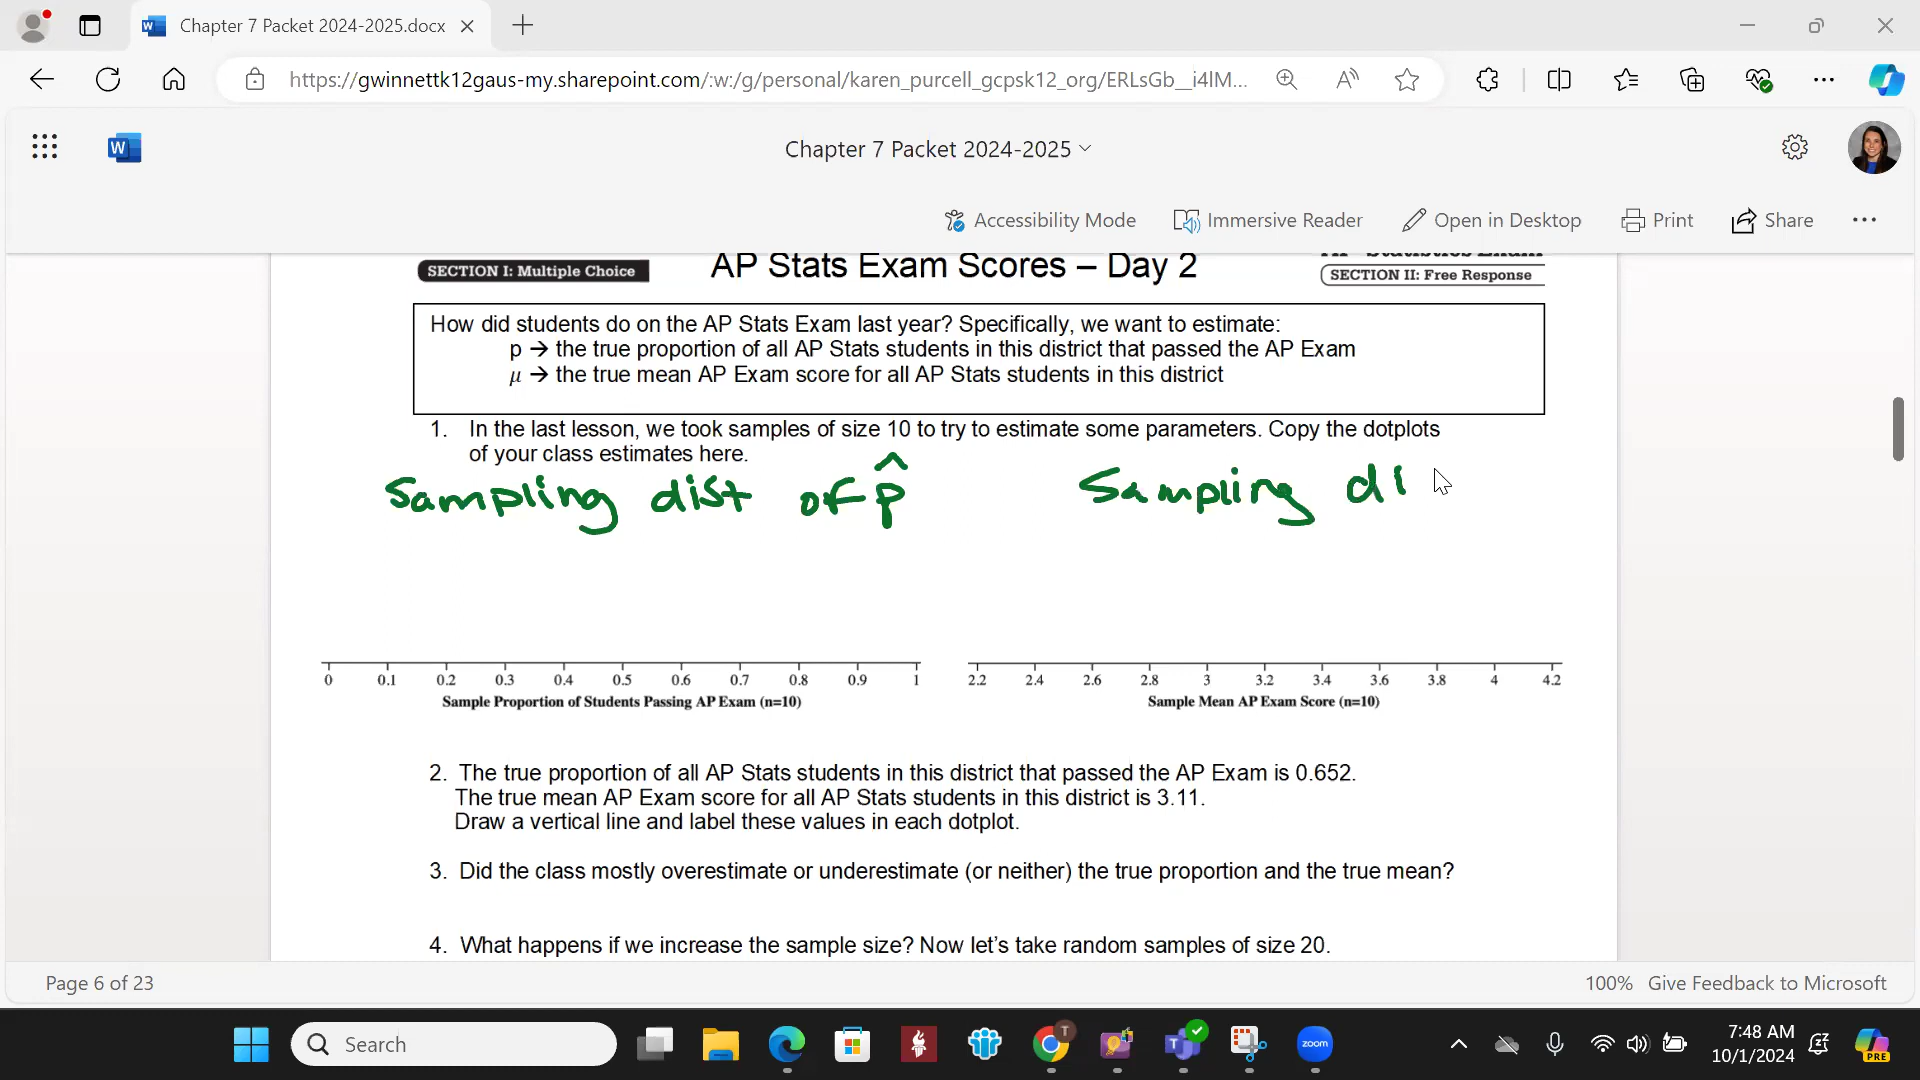 Chapter 7 Packet 2024-2025.docx
https://gwinnettk12gaus-my.sharepoint.com/:w:/g/personal/karen_purcell_gcpsk12_org/ERLsGb__i4lM...
Chapter 7 Packet 2024-2025
Accessibility Mode
Immersive Reader
Open in Desktop
Print
Share
SECTION I: Multiple Choice
AP Stats Exam Scores – Day 2
AP Statistics Exam
SECTION II: Free Response
How did students do on the AP Stats Exam last year? Specifically, we want to estimate:
p → the true proportion of all AP Stats students in this district that passed the AP Exam
μ → the true mean AP Exam score for all AP Stats students in this district
1. In the last lesson, we took samples of size 10 to try to estimate some parameters. Copy the dotplots
of your class estimates here.
Sampling dist of p̂
Sampling di
0 0.1 0.2 0.3 0.4 0.5 0.6 0.7 0.8 0.9 1
Sample Proportion of Students Passing AP Exam (n=10)
2.2 2.4 2.6 2.8 3 3.2 3.4 3.6 3.8 4 4.2
Sample Mean AP Exam Score (n=10)
2. The true proportion of all AP Stats students in this district that passed the AP Exam is 0.652.
The true mean AP Exam score for all AP Stats students in this district is 3.11.
Draw a vertical line and label these values in each dotplot.
3. Did the class mostly overestimate or underestimate (or neither) the true proportion and the true mean?
4. What happens if we increase the sample size? Now let's take random samples of size 20.
Page 6 of 23
100%
Give Feedback to Microsoft
Search
zoom
T
PRE
7:48 AM
10/1/2024